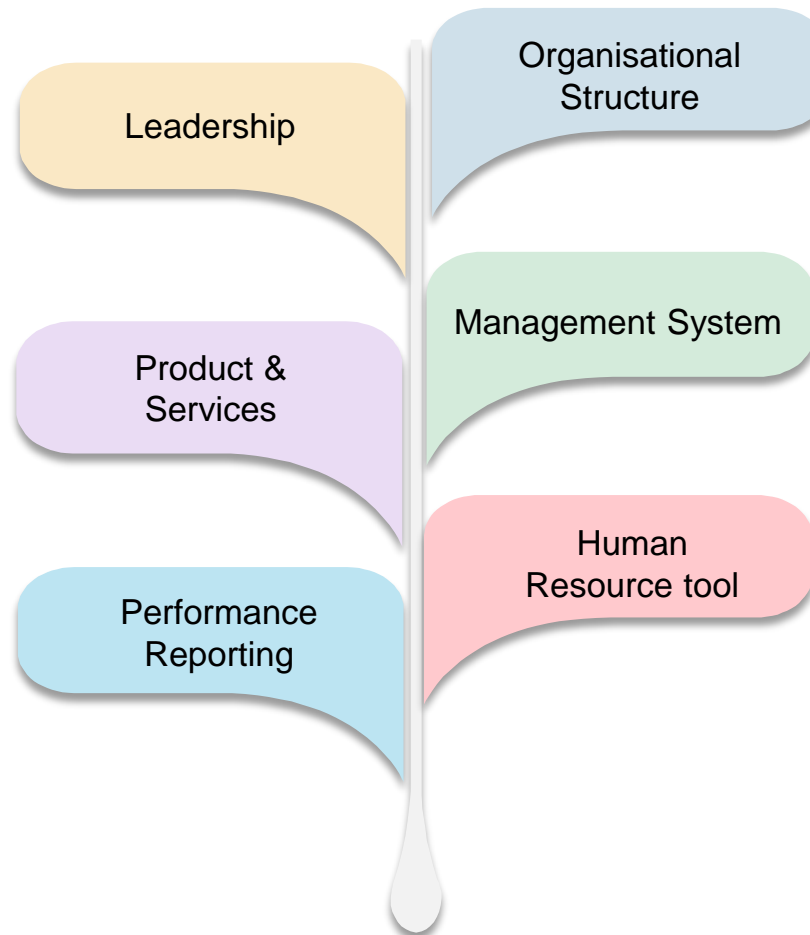 Organisational
Structure
Leadership
Management System
Product &
Services
Human
Resource tool
Performance
Reporting